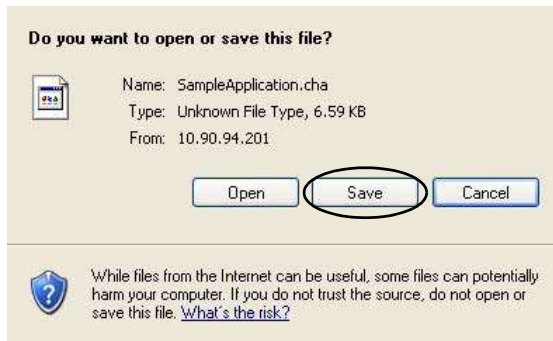 Do you want to open or save this file?
Name: SampleApplication.cha
Type: Unknown File Type, 6.59 KB
From: 10.90.94.201
Open Save Cancel
While files from the Internet can be useful, some files can potentially
harm your computer. If you do not trust the source, do not open or
save this file. What's the risk?